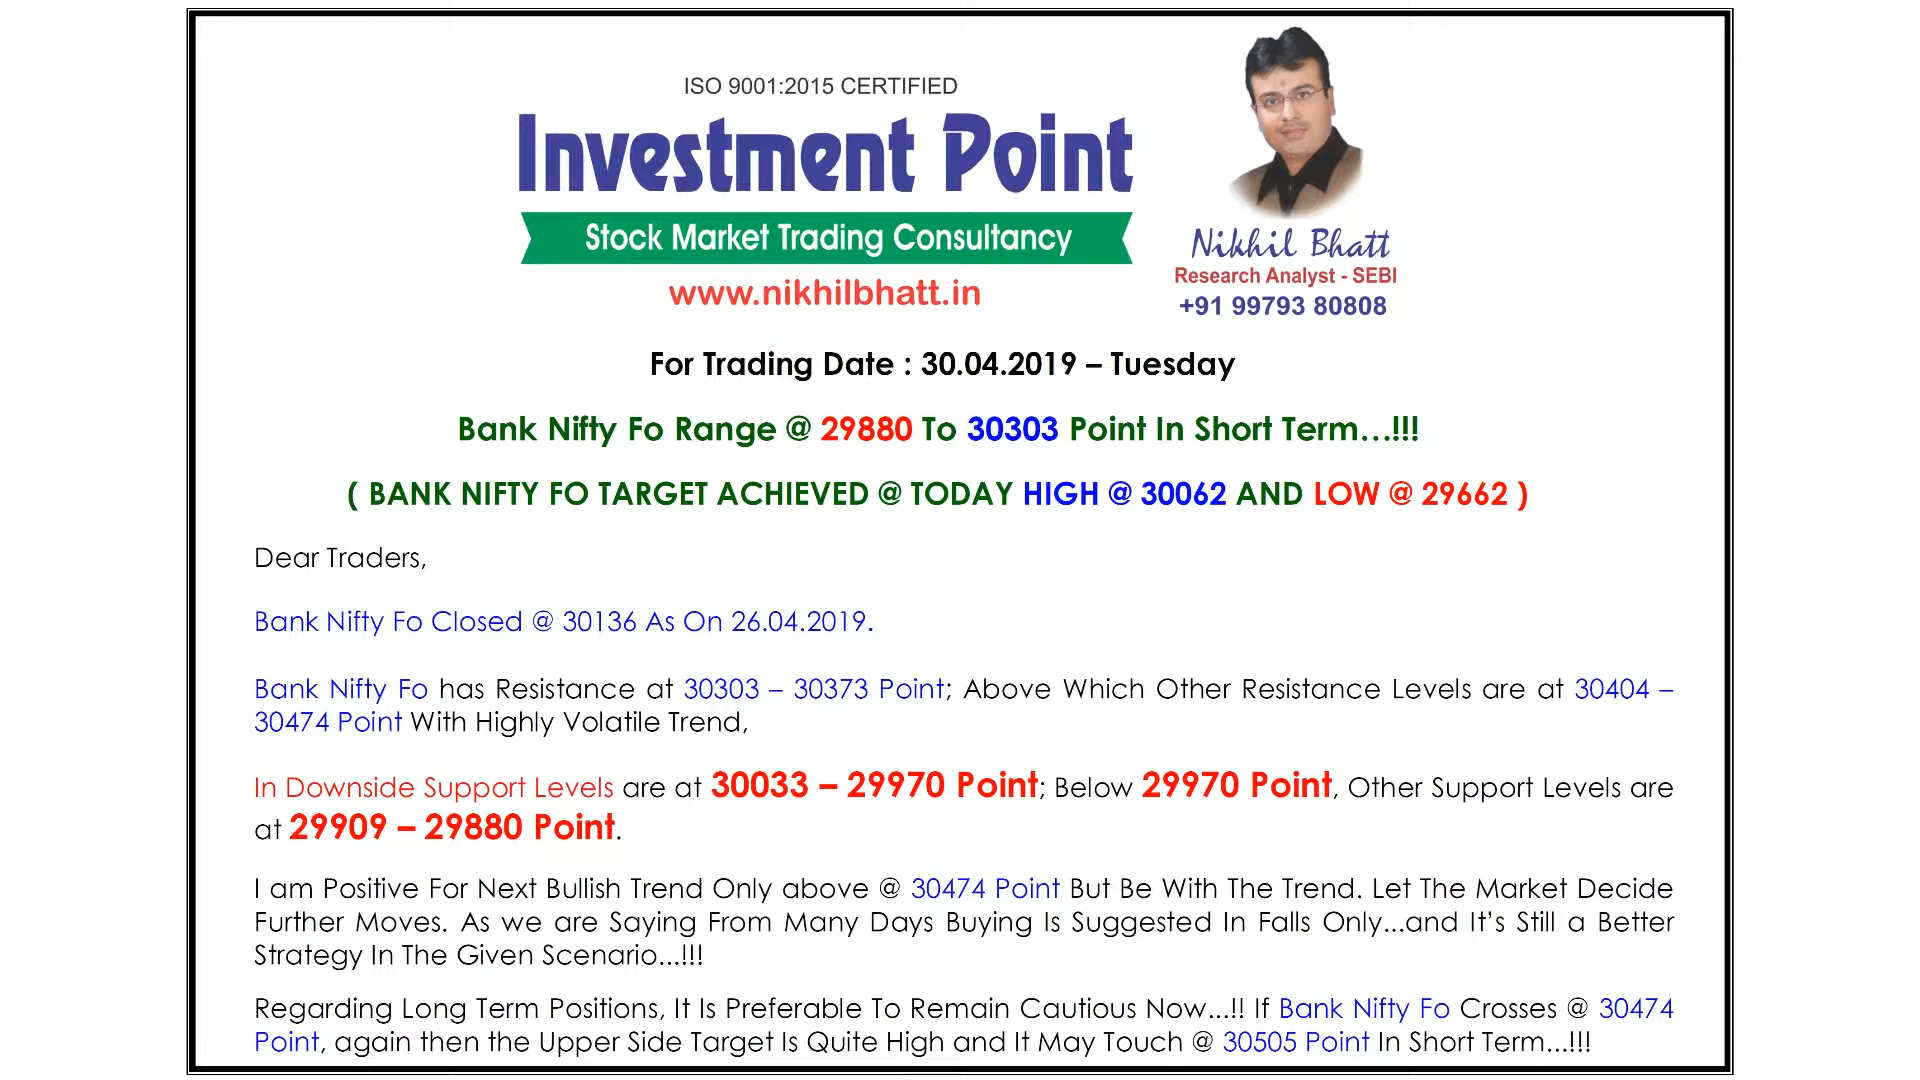 ISO 9001:2015 CERTIFIED
Investment Point
Stock Market Trading Consultancy
www.nikhilbhatt.in
Nikhil Bhatt
Research Analyst - SEBI
+91 99793 80808
For Trading Date : 30.04.2019 – Tuesday
Bank Nifty Fo Range @ 29880 To 30303 Point In Short Term...!!!
( BANK NIFTY FO TARGET ACHIEVED @ TODAY HIGH @ 30062 AND LOW @ 29662 )
Dear Traders,
Bank Nifty Fo Closed @ 30136 As On 26.04.2019.
Bank Nifty Fo has Resistance at 30303 – 30373 Point; Above Which Other Resistance Levels are at 30404 –
30474 Point With Highly Volatile Trend,
In Downside Support Levels are at 30033 – 29970 Point; Below 29970 Point, Other Support Levels are
at 29909 – 29880 Point.
I am Positive For Next Bullish Trend Only above @ 30474 Point But Be With The Trend. Let The Market Decide
Further Moves. As we are Saying From Many Days Buying Is Suggested In Falls Only...and It’s Still a Better
Strategy In The Given Scenario...!!!
Regarding Long Term Positions, It Is Preferable To Remain Cautious Now...!! If Bank Nifty Fo Crosses @ 30474
Point, again then the Upper Side Target Is Quite High and It May Touch @ 30505 Point In Short Term...!!!